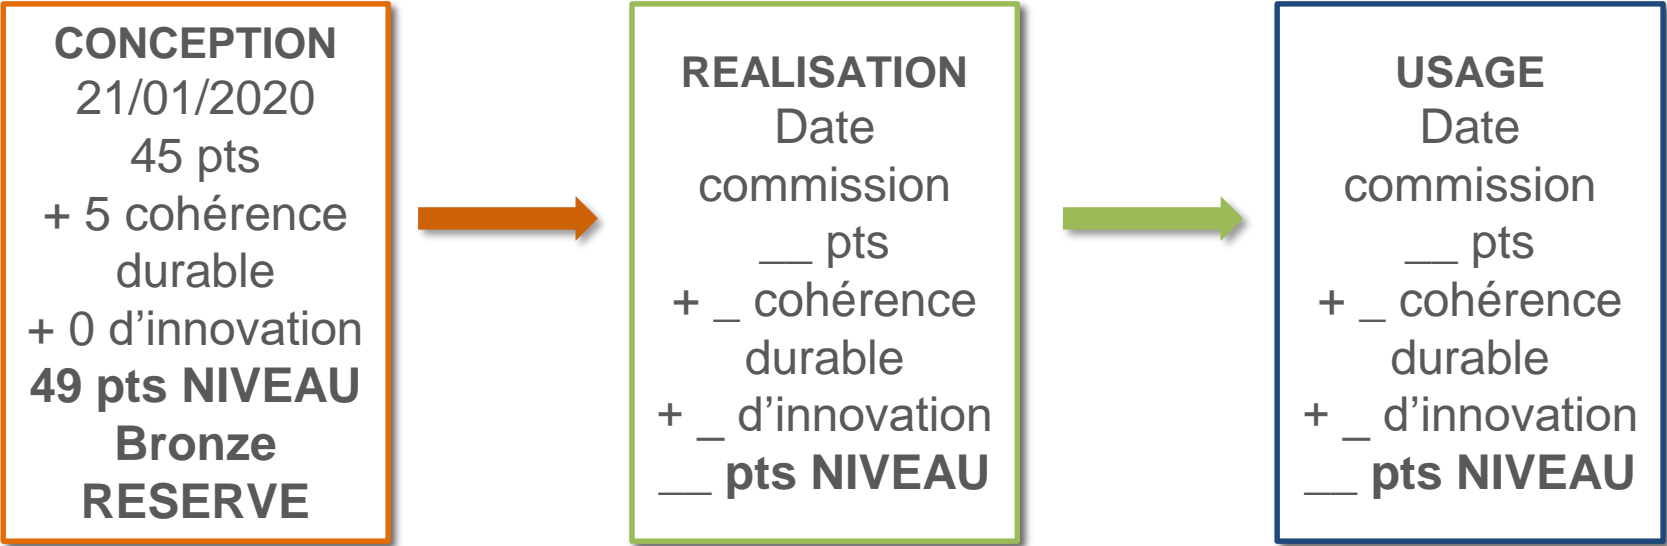 CONCEPTION
21/01/2020
45 pts
+ 5 cohérence
durable
+ 0 d’innovation
49 pts NIVEAU
Bronze
RESERVE
REALISATION
Date
commission
__ pts
+ _ cohérence
durable
+ _ d’innovation
__ pts NIVEAU
USAGE
Date
commission
__ pts
+ _ cohérence
durable
+ _ d’innovation
__ pts NIVEAU